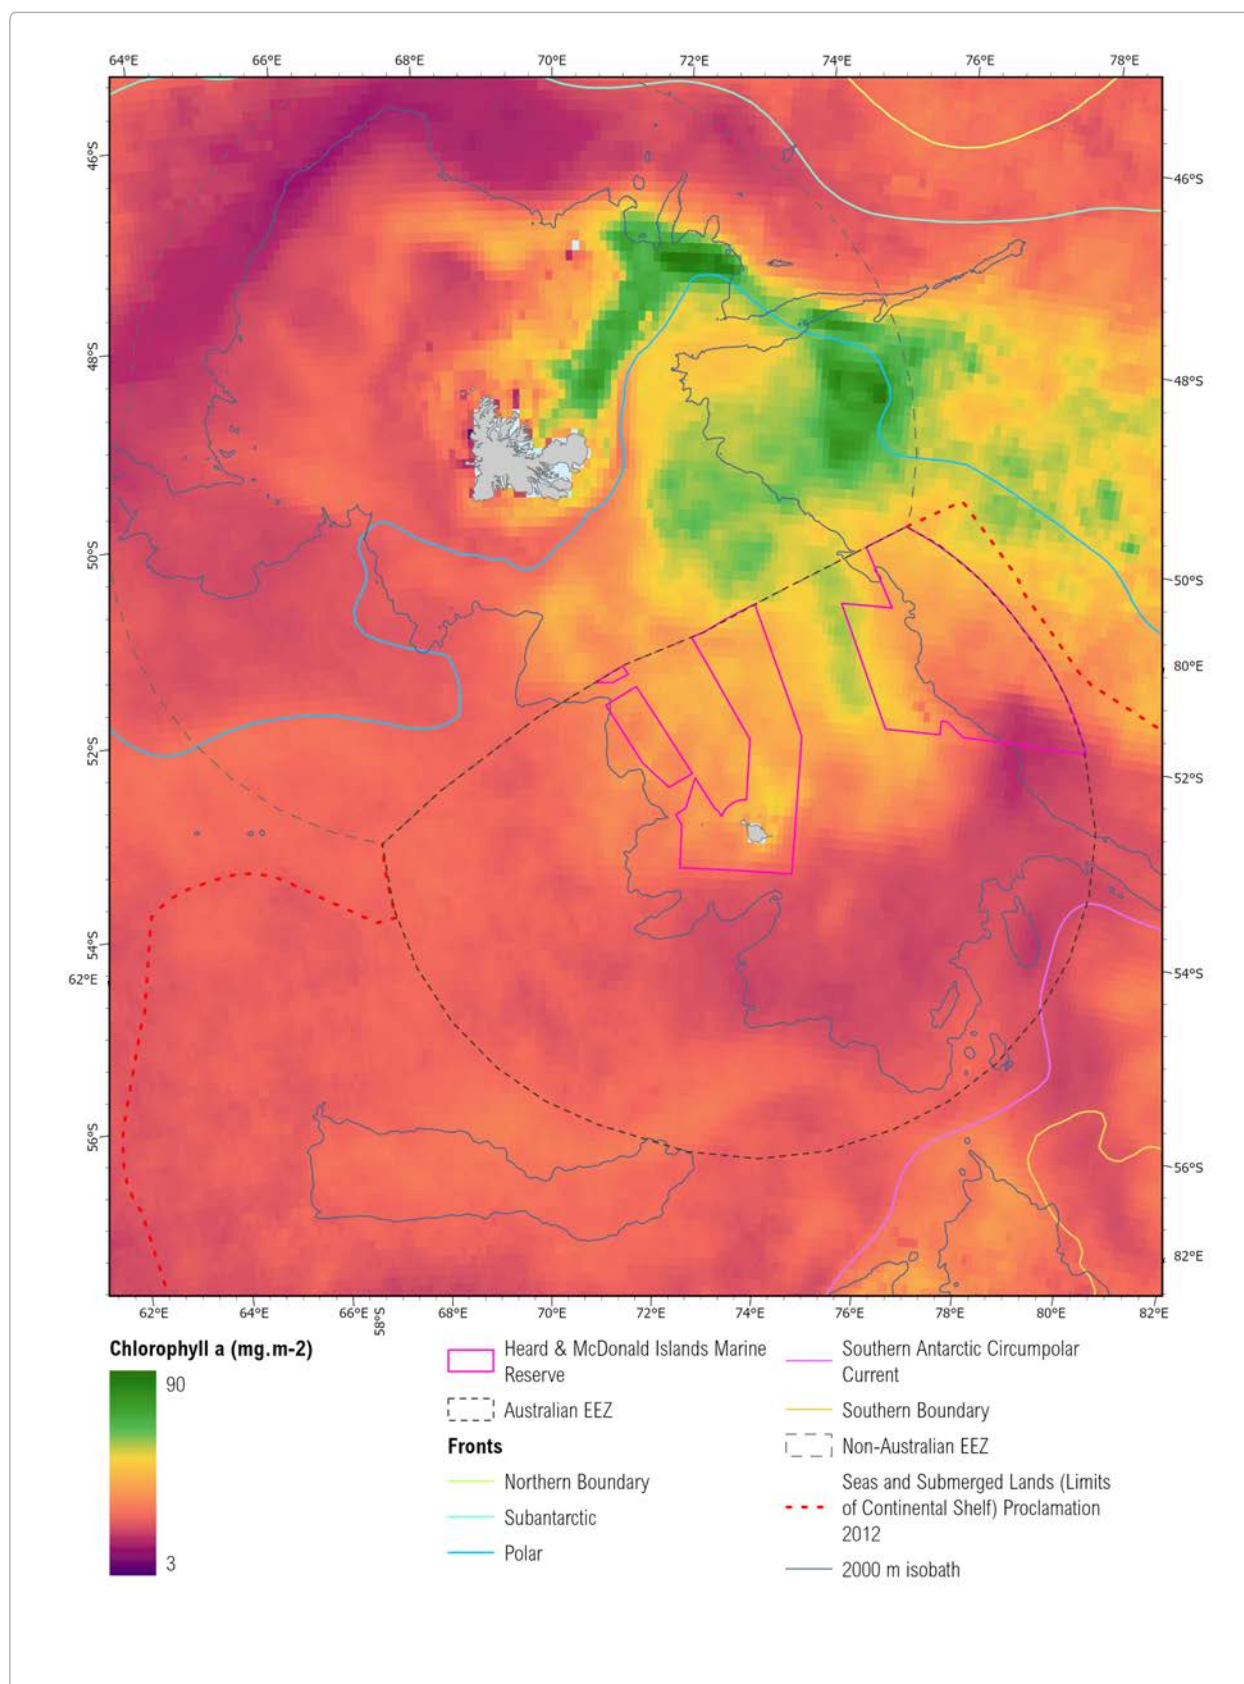 64°E 66°E 68°E 70°E 72°E 74°E 76°E 78°E
46°S
46°S
48°S
48°S
50°S
50°S
80°E
52°S
52°S
54°S
54°S
62°E
56°S
56°S
82°E
62°E 64°E 66°E 58°S 68°E 70°E 72°E 74°E 76°E 78°E 80°E 82°E
Chlorophyll a (mg.m-2)
90
3
Heard & McDonald Islands Marine
Reserve
Australian EEZ
Fronts
Northern Boundary
Subantarctic
Polar
Southern Antarctic Circumpolar
Current
Southern Boundary
Non-Australian EEZ
Seas and Submerged Lands (Limits
of Continental Shelf) Proclamation
2012
2000 m isobath